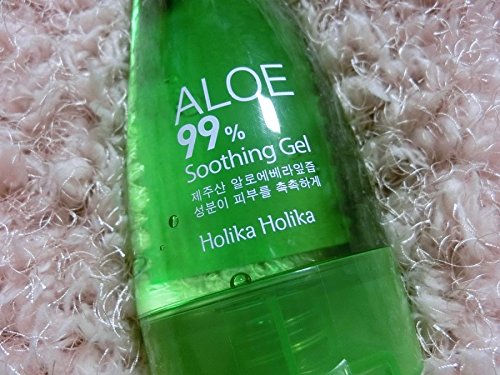 ALOE
99%
Soothing Gel
제주산 알로에베라잎즙
성분이 피부를 촉촉하게
Holika Holika